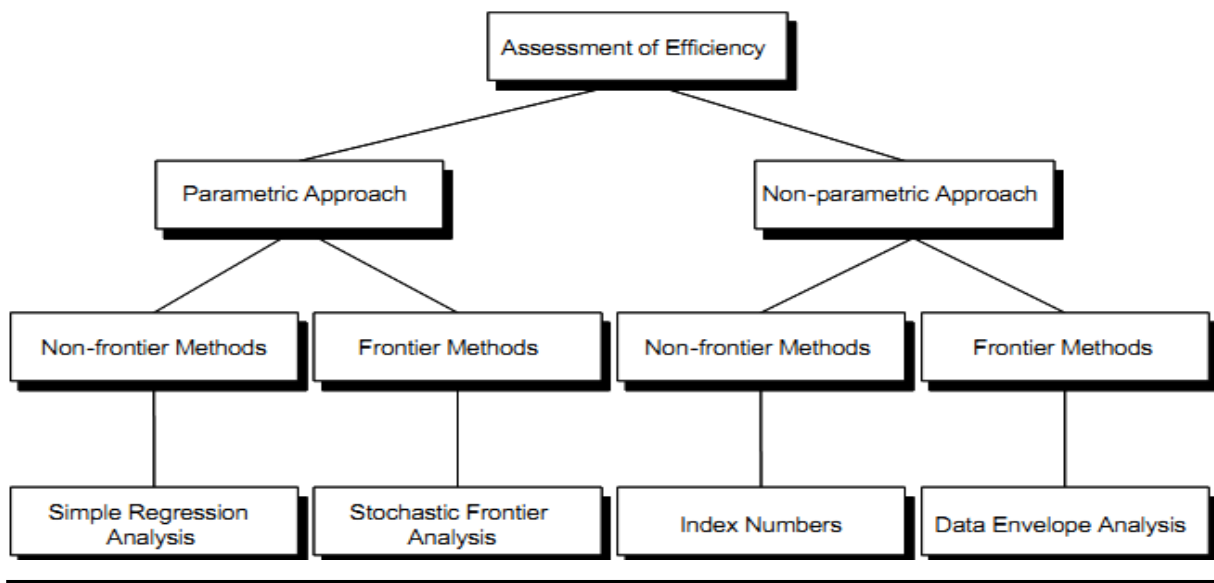 Assessment of Efficiency
Parametric Approach
Non-parametric Approach
Non-frontier Methods
Frontier Methods
Non-frontier Methods
Frontier Methods
Simple Regression
Analysis
Stochastic Frontier
Analysis
Index Numbers
Data Envelope Analysis